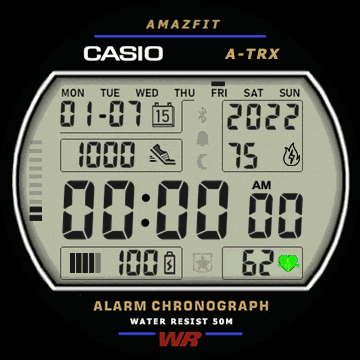 AMAZFIT
CASIO A-TRX
MON TUE WED THU FRI SAT SUN
01-07 15 2022
1000 75
00:00 AM 00
100 62
ALARM CHRONOGRAPH
WATER RESIST 50M
WR